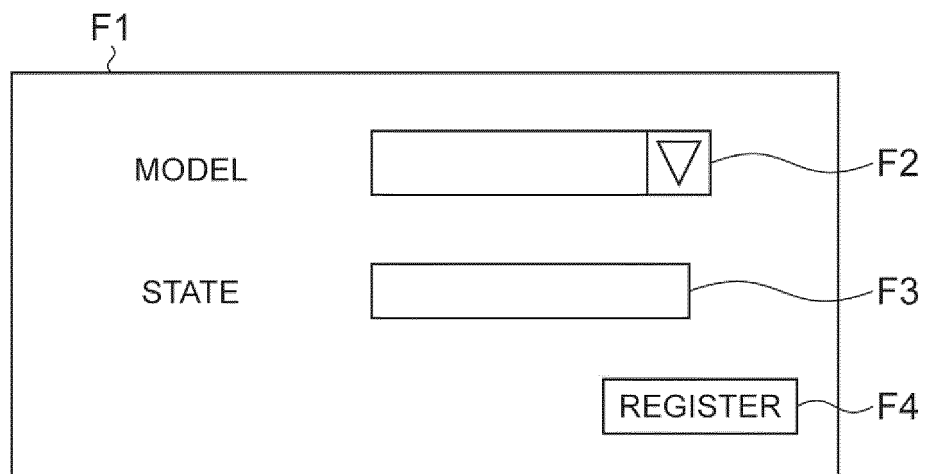 F1
MODEL
F2
STATE
F3
REGISTER
F4